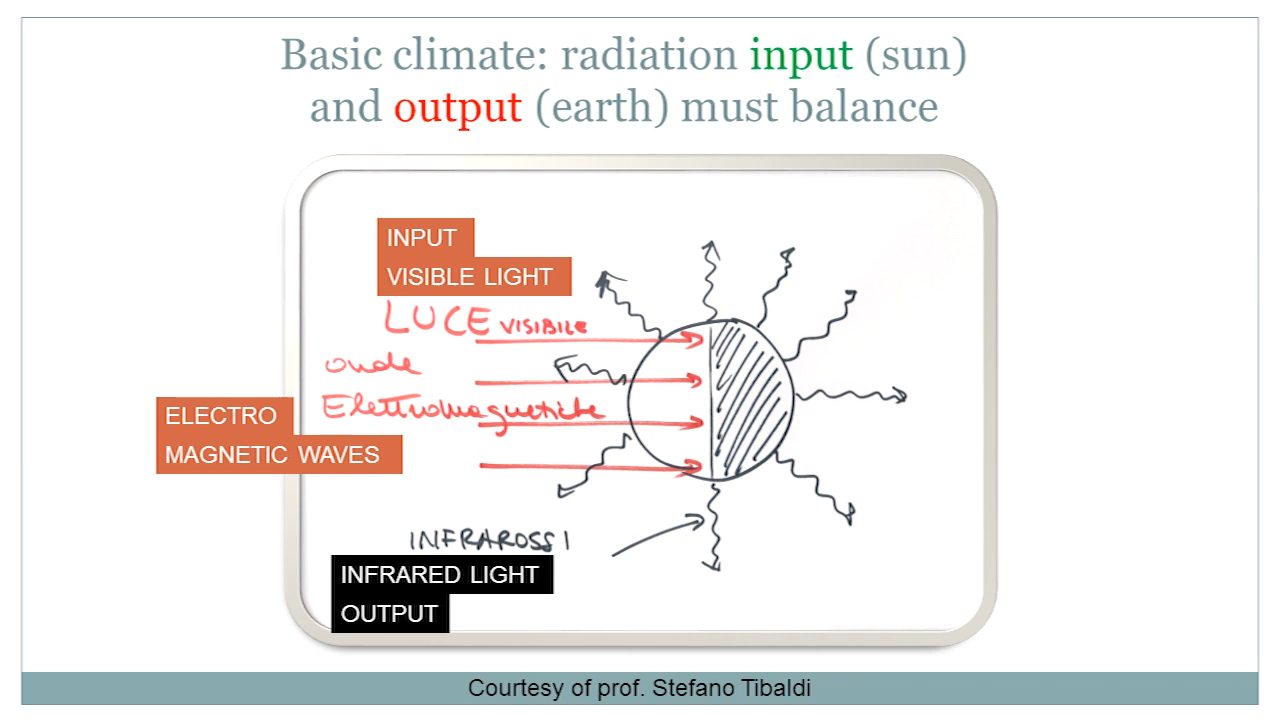 Basic climate: radiation input (sun)
and output (earth) must balance
INPUT
VISIBLE LIGHT
LUCE VISIBILE
onde
Elettromagnetiche
ELECTRO
MAGNETIC WAVES
INFRAROSSI
INFRARED LIGHT
OUTPUT
Courtesy of prof. Stefano Tibaldi